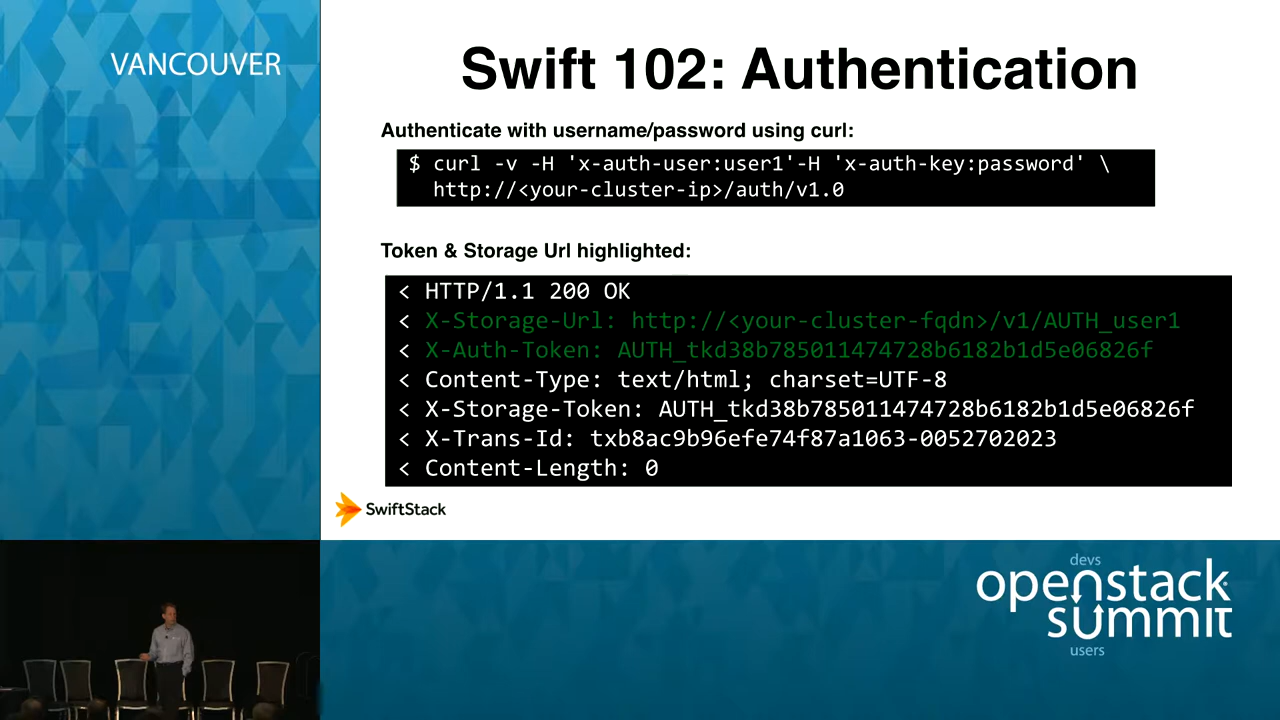 VANCOUVER
Swift 102: Authentication
Authenticate with username/password using curl:
$ curl -v -H 'x-auth-user:user1'-H 'x-auth-key:password' \
http://<your-cluster-ip>/auth/v1.0
Token & Storage Url highlighted:
< HTTP/1.1 200 OK
< X-Storage-Url: http://<your-cluster-fqdn>/v1/AUTH_user1
< X-Auth-Token: AUTH_tkd38b785011474728b6182b1d5e06826f
< Content-Type: text/html; charset=UTF-8
< X-Storage-Token: AUTH_tkd38b785011474728b6182b1d5e06826f
< X-Trans-Id: txb8ac9b96efe74f87a1063-0052702023
< Content-Length: 0
SwiftStack
devs
openstack
summit
users